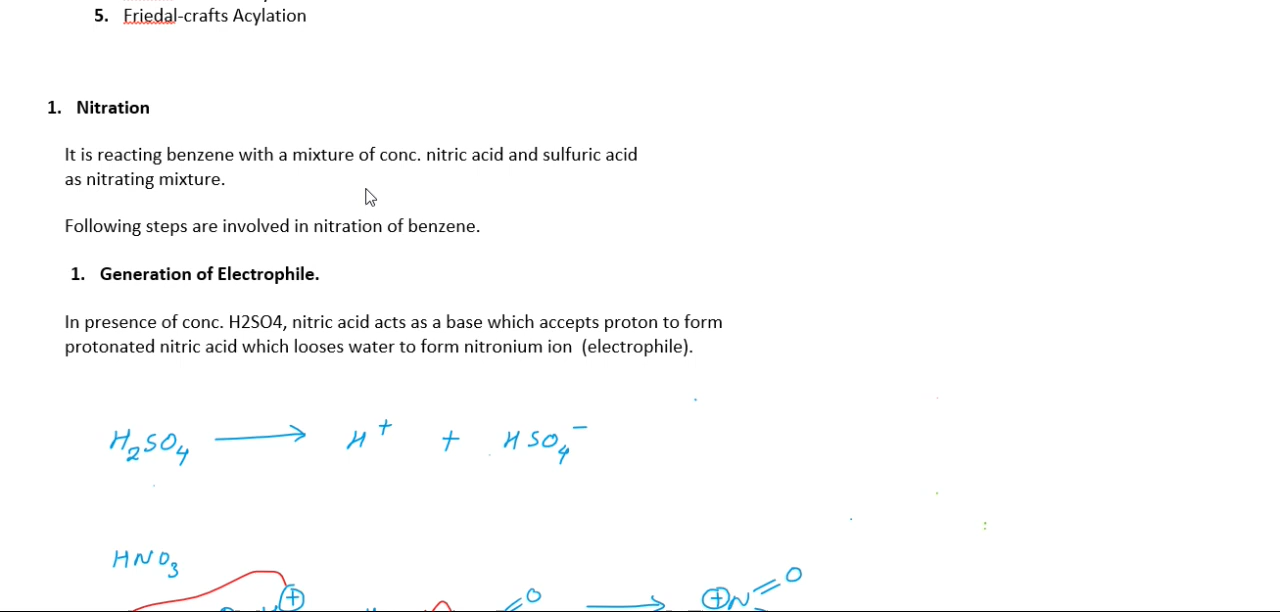 5. Friedal-crafts Acylation
1. Nitration
It is reacting benzene with a mixture of conc. nitric acid and sulfuric acid
as nitrating mixture.
Following steps are involved in nitration of benzene.
1. Generation of Electrophile.
In presence of conc. H2SO4, nitric acid acts as a base which accepts proton to form
protonated nitric acid which looses water to form nitronium ion (electrophile).
H₂SO₄ ⟶ H⁺ + HSO₄⁻
HNO₃
⊕N=O